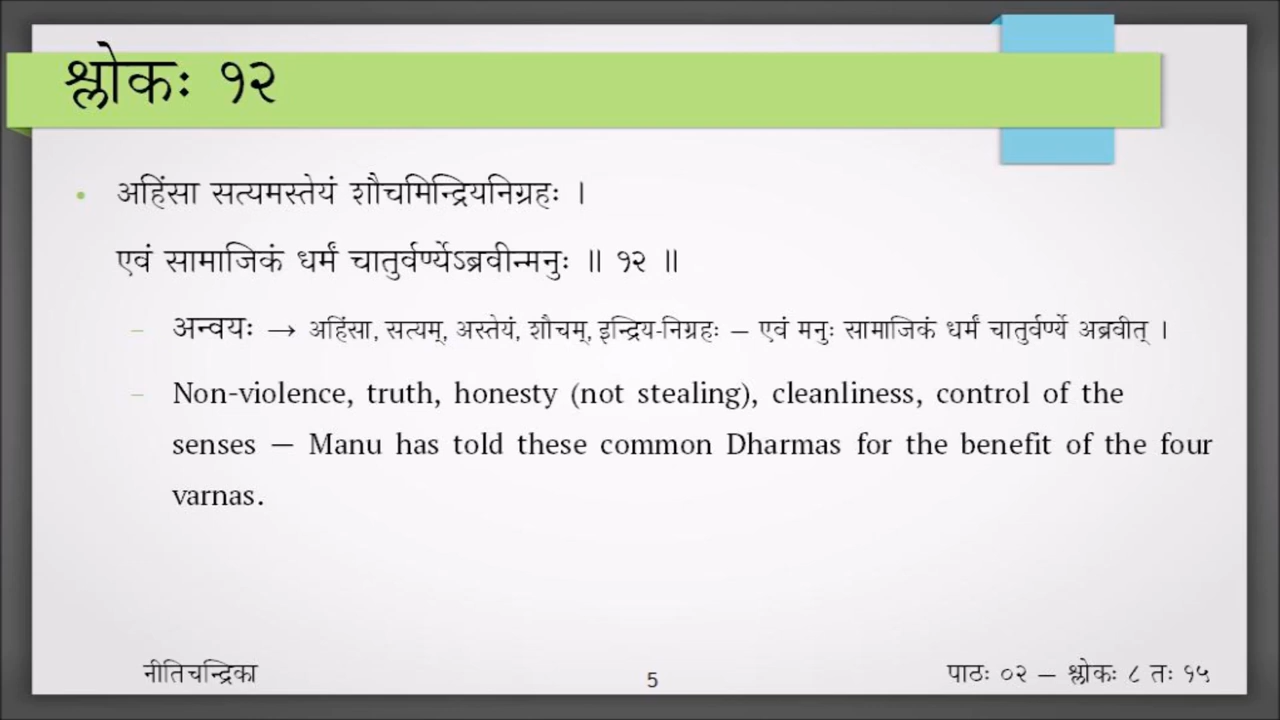 श्लोकः १२
• अहिंसा सत्यमस्तेयं शौचमिन्द्रियनिग्रहः ।
एवं सामाजिकं धर्मं चातुर्वर्ण्येऽब्रवीन्मनुः ॥ १२ ॥
– अन्वयः → अहिंसा, सत्यम्, अस्तेयं, शौचम्, इन्द्रिय-निग्रहः – एवं मनुः सामाजिकं धर्मं चातुर्वर्ण्ये अब्रवीत् ।
– Non-violence, truth, honesty (not stealing), cleanliness, control of the
senses – Manu has told these common Dharmas for the benefit of the four
varnas.
नीतिचन्द्रिका 5 पाठः ०२ – श्लोकः ८ तः १५